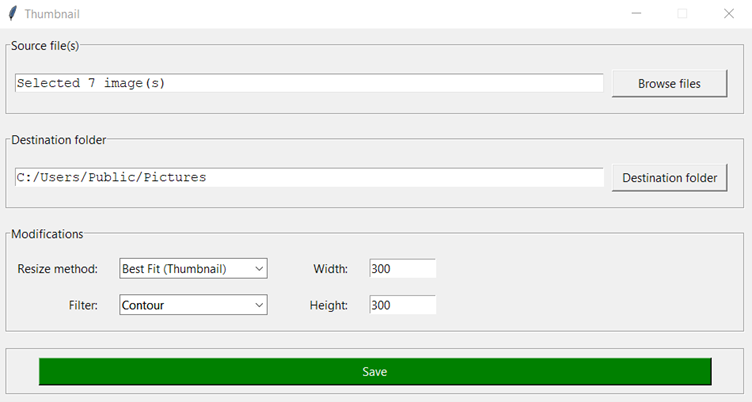 Thumbnail
Source file(s)
Selected 7 image(s)
Browse files
Destination folder
C:/Users/Public/Pictures
Destination folder
Modifications
Resize method: Best Fit (Thumbnail) Width: 300
Filter: Contour Height: 300
Save